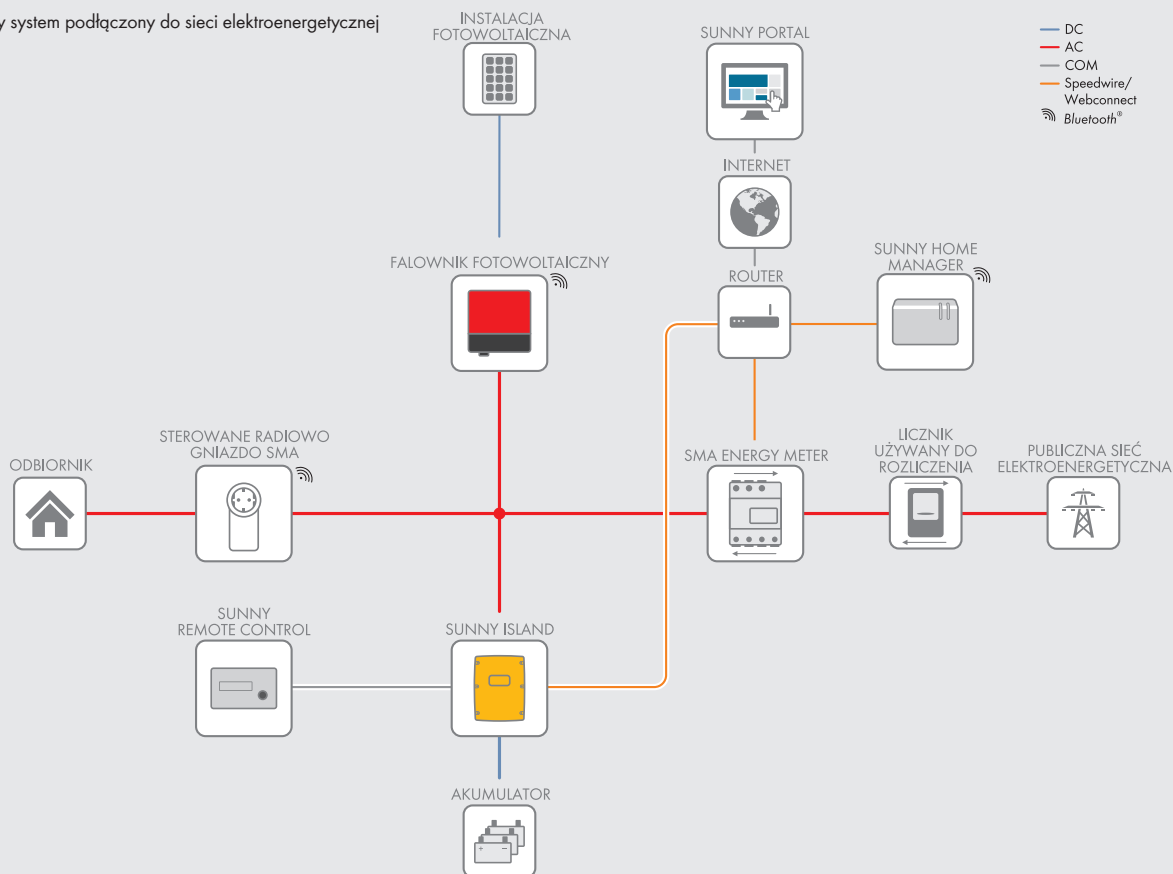 system podłączony do sieci elektroenergetycznej
INSTALACJA
FOTOWOLTAICZNA
SUNNY PORTAL
DC
AC
COM
Speedwire/
Webconnect
Bluetooth®
INTERNET
FALOWNIK FOTOWOLTAICZNY
ROUTER
SUNNY HOME
MANAGER
STEROWANE RADIOWO
GNIAZDO SMA
ODBIORNIK
SMA ENERGY METER
LICZNIK
UŻYWANY DO
ROZLICZENIA
PUBLICZNA SIEĆ
ELEKTROENERGETYCZNA
SUNNY
REMOTE CONTROL
SUNNY ISLAND
AKUMULATOR